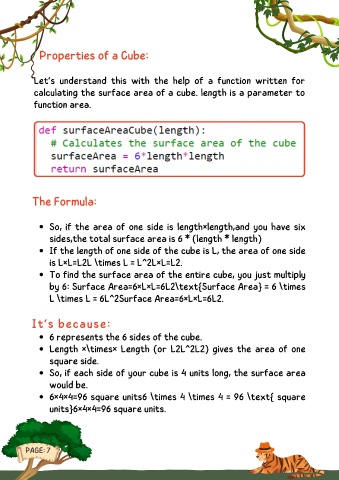 Properties of a Cube:
Let's understand this with the help of a function written for
calculating the surface area of a cube. length is a parameter to
function area.
def surfaceAreaCube(length):
# Calculates the surface area of the cube
surfaceArea = 6*length*length
return surfaceArea
The Formula:
• So, if the area of one side is length×length,and you have six
sides,the total surface area is 6 * (length * length)
• If the length of one side of the cube is L, the area of one side
is L×L=L2L \times L = L^2L×L=L2.
• To find the surface area of the entire cube, you just multiply
by 6: Surface Area=6×L×L=6L2\text{Surface Area} = 6 \times
L \times L = 6L^2Surface Area=6×L×L=6L2.
It's because:
• 6 represents the 6 sides of the cube.
• Length ×\times× Length (or L2L^2L2) gives the area of one
square side.
• So, if each side of your cube is 4 units long, the surface area
would be.
• 6×4×4=96 square units6 \times 4 \times 4 = 96 \text{ square
units}6×4×4=96 square units.
PAGE: 7